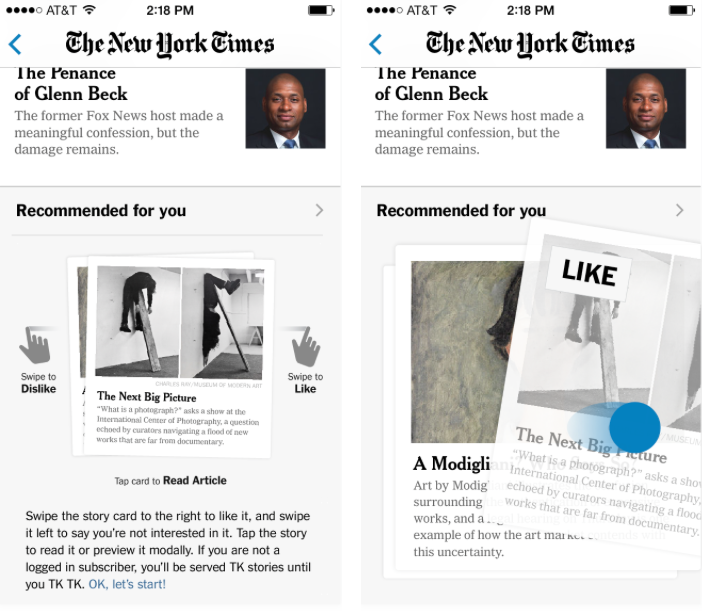 AT&T 2:18 PM
The New York Times
The Penance
of Glenn Beck
The former Fox News host made a
meaningful confession, but the
damage remains.
Recommended for you
Swipe to
Dislike
CHARLES RAY/MUSEUM OF MODERN ART
The Next Big Picture
"What is a photograph?" asks a show at the
International Center of Photography, a question
echoed by curators navigating a flood of new
works that are far from documentary.
Swipe to
Like
Tap card to Read Article
Swipe the story card to the right to like it, and swipe
it left to say you're not interested in it. Tap the story
to read it or preview it modally. If you are not a
logged in subscriber, you'll be served TK stories until
you TK TK. OK, let's start!
AT&T 2:18 PM
The New York Times
The Penance
of Glenn Beck
The former Fox News host made a
meaningful confession, but the
damage remains.
Recommended for you
LIKE
The Next Big Picture
"What is a photograph?" asks a show
International Center of Photography,
echoed by curators navigating a flood
works that are far from documentary.
A Modigliani?
Art by Modig
surrounding
works, and a
example of how the art market contends with
this uncertainty.